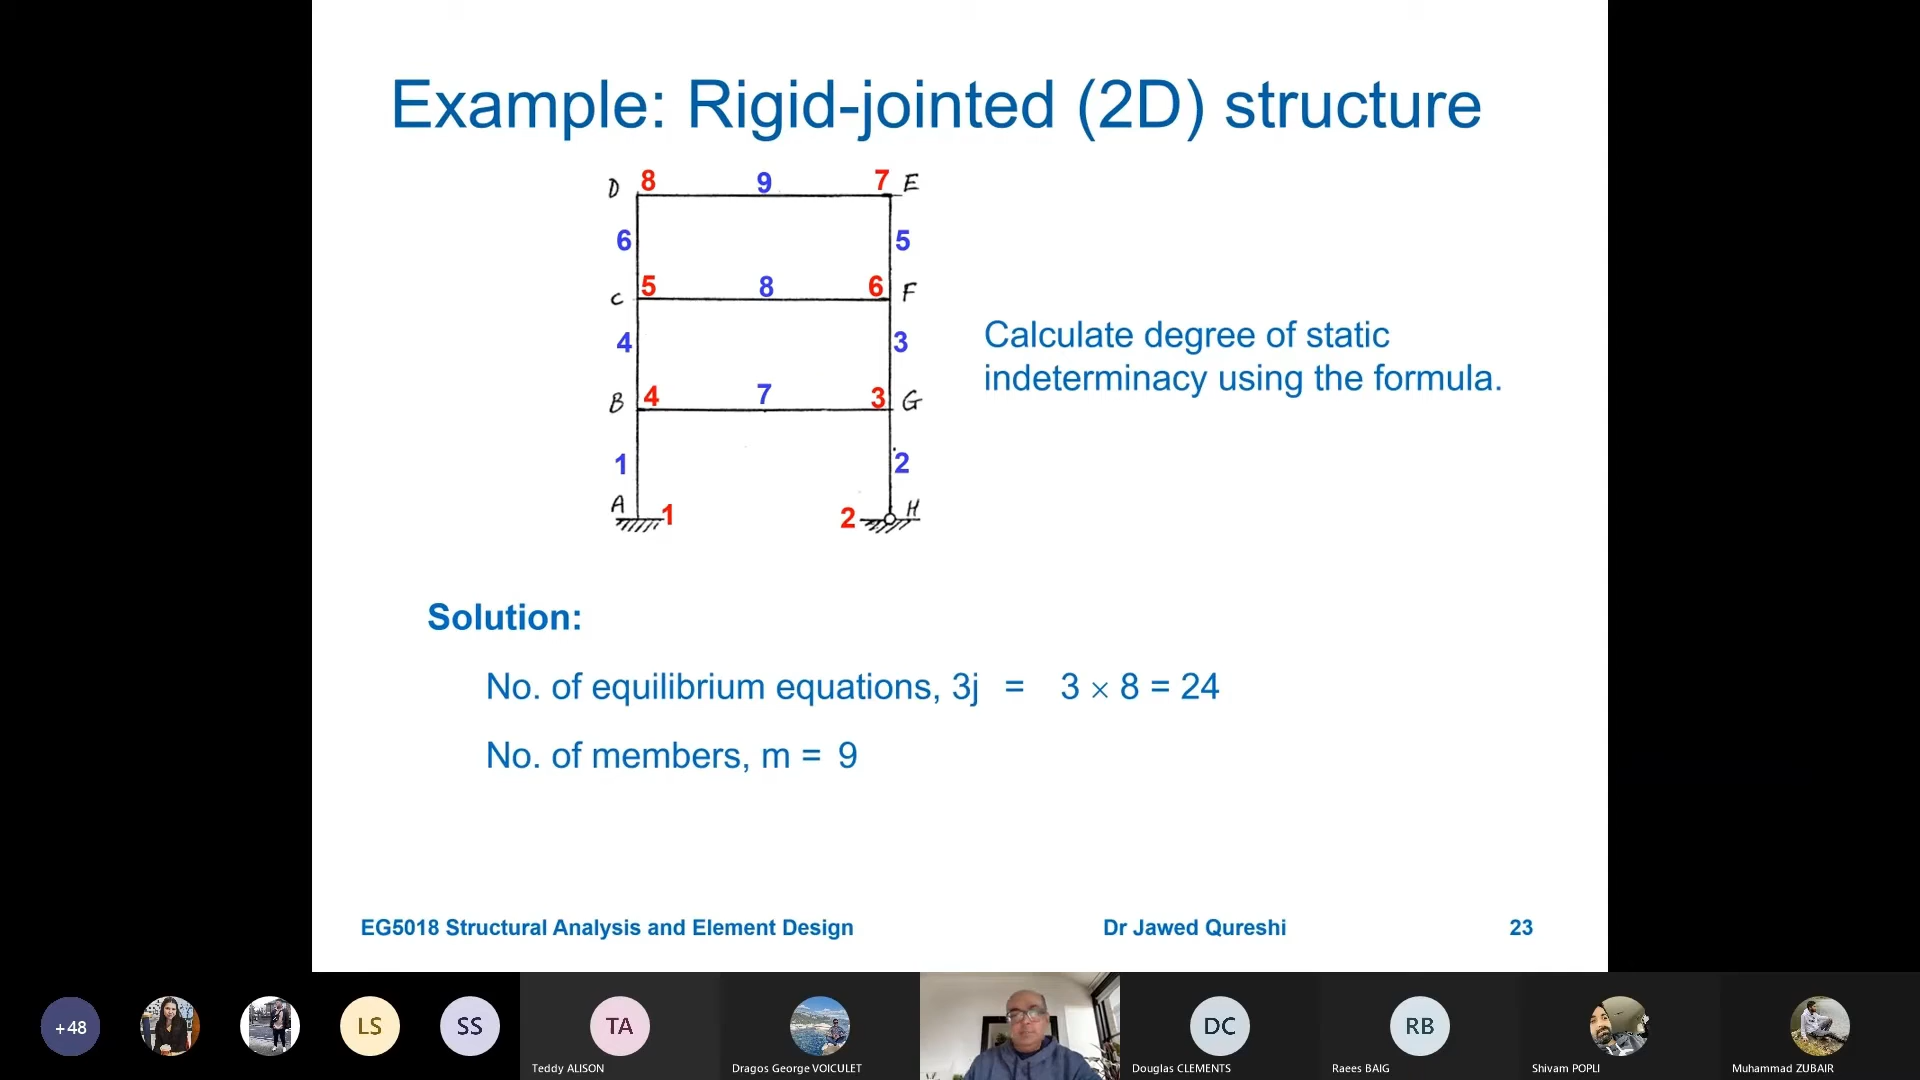 Example: Rigid-jointed (2D) structure
D 8 9 7 E
6 5
C 5 8 6 F
4 3
B 4 7 3 G
1 2
A 1 2 H
Calculate degree of static
indeterminacy using the formula.
Solution:
No. of equilibrium equations, 3j = 3 × 8 = 24
No. of members, m = 9
EG5018 Structural Analysis and Element Design Dr Jawed Qureshi 23
+48 LS SS TA DC RB
Teddy ALISON Dragos George VOICULET Douglas CLEMENTS Raees BAIG Shivam POPLI Muhammad ZUBAIR